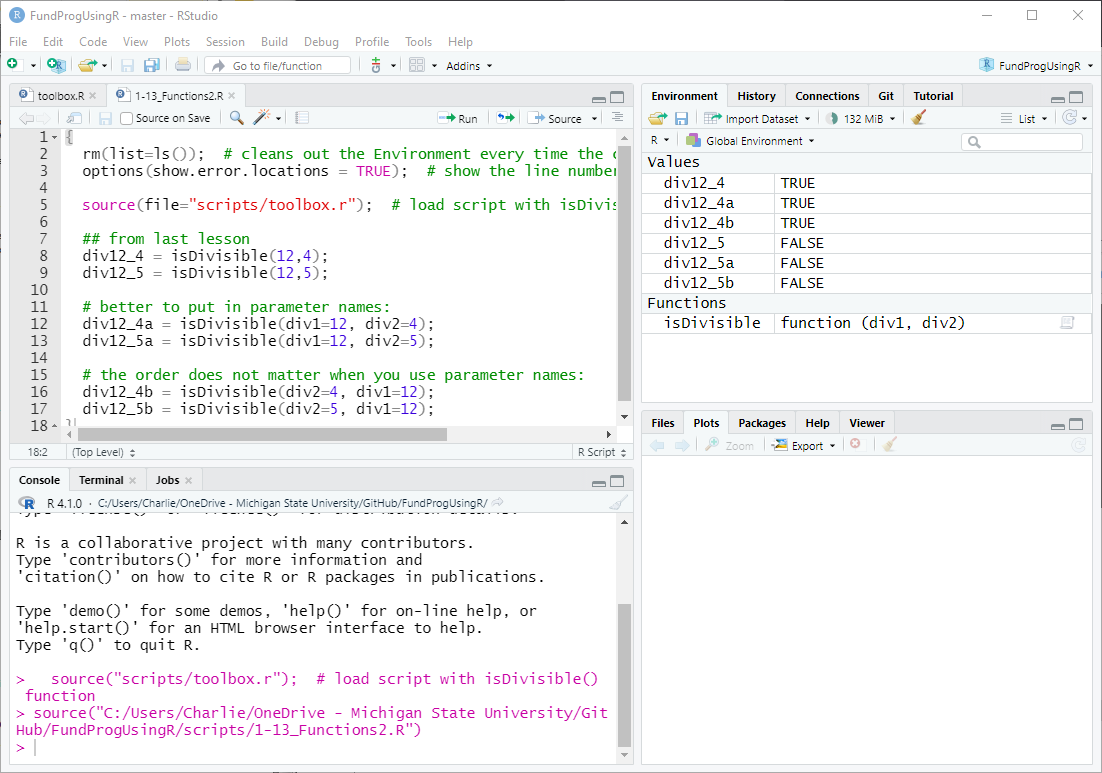 FundProgUsingR - master - RStudio
File Edit Code View Plots Session Build Debug Profile Tools Help
Go to file/function Addins FundProgUsingR
toolbox.R 1-13_Functions2.R
Source on Save Run Source
1 {
2 rm(list=ls()); # cleans out the Environment every time the
3 options(show.error.locations = TRUE); # show the line number
4
5 source(file="scripts/toolbox.r"); # load script with isDivis
6
7 ## from last lesson
8 div12_4 = isDivisible(12,4);
9 div12_5 = isDivisible(12,5);
10
11 # better to put in parameter names:
12 div12_4a = isDivisible(div1=12, div2=4);
13 div12_5a = isDivisible(div1=12, div2=5);
14
15 # the order does not matter when you use parameter names:
16 div12_4b = isDivisible(div2=4, div1=12);
17 div12_5b = isDivisible(div2=5, div1=12);
18 }
18:2 (Top Level) R Script
Console Terminal Jobs
R 4.1.0 · C:/Users/Charlie/OneDrive - Michigan State University/GitHub/FundProgUsingR/
R is a collaborative project with many contributors.
Type 'contributors()' for more information and
'citation()' on how to cite R or R packages in publications.
Type 'demo()' for some demos, 'help()' for on-line help, or
'help.start()' for an HTML browser interface to help.
Type 'q()' to quit R.
> source("scripts/toolbox.r"); # load script with isDivisible()
function
> source("C:/Users/Charlie/OneDrive - Michigan State University/Git
Hub/FundProgUsingR/scripts/1-13_Functions2.R")
>
Environment History Connections Git Tutorial
Import Dataset 132 MiB List
R Global Environment
Values
div12_4 TRUE
div12_4a TRUE
div12_4b TRUE
div12_5 FALSE
div12_5a FALSE
div12_5b FALSE
Functions
isDivisible function (div1, div2)
Files Plots Packages Help Viewer
Zoom Export